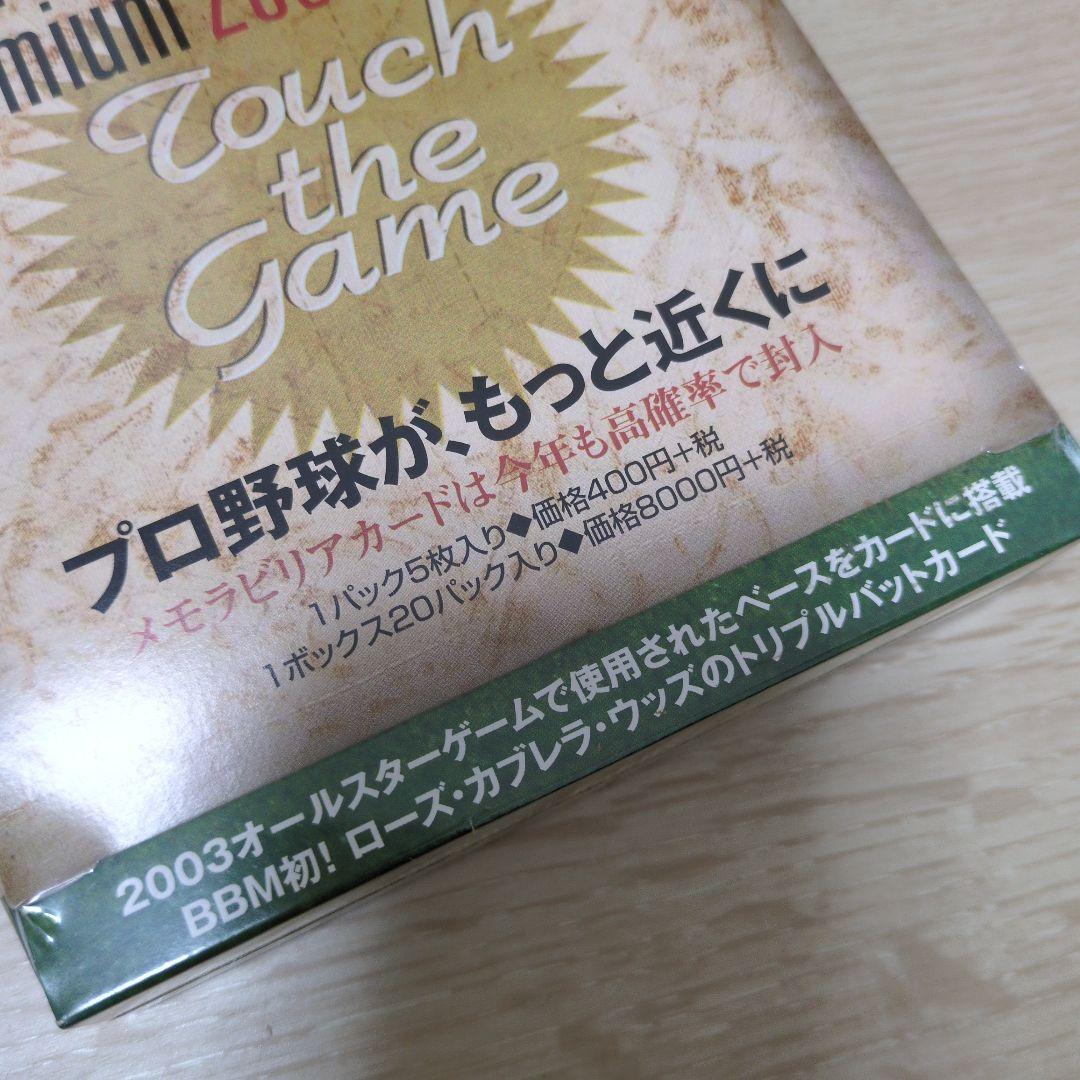 Touch
the
Game
プロ野球が、もっと近くに
メモラビリアカードは今年も高確率で封入
1パック5枚入り◆価格400円+税
1ボックス20パック入り◆価格8000円+税
2003オールスターゲームで使用されたベースをカードに搭載
BBM初! ローズ・カブレラ・ウッズのトリプルバットカード